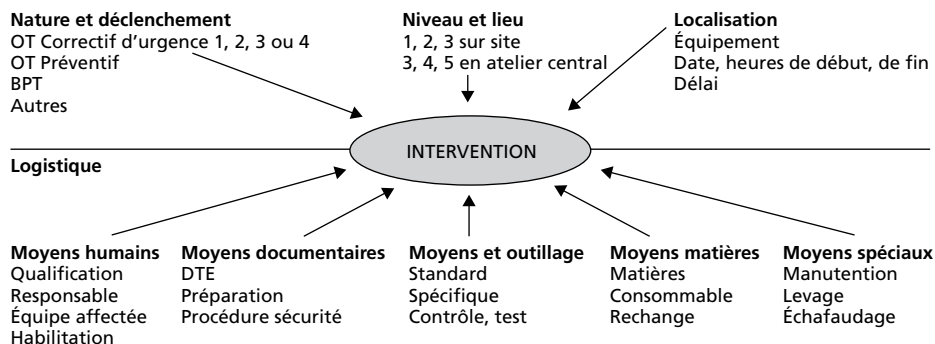 Nature et déclenchement
OT Correctif d'urgence 1, 2, 3 ou 4
OT Préventif
BPT
Autres
Niveau et lieu
1, 2, 3 sur site
3, 4, 5 en atelier central
Localisation
Équipement
Date, heures de début, de fin
Délai
INTERVENTION
Logistique
Moyens humains
Qualification
Responsable
Équipe affectée
Habilitation
Moyens documentaires
DTE
Préparation
Procédure sécurité
Moyens et outillage
Standard
Spécifique
Contrôle, test
Moyens matières
Matières
Consommable
Rechange
Moyens spéciaux
Manutention
Levage
Échafaudage